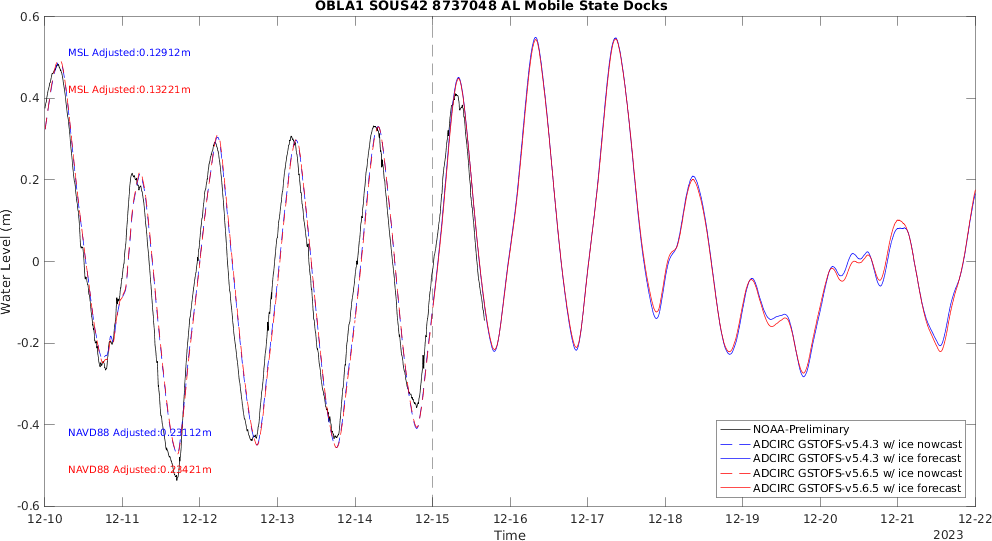 OBLA1 SOUS42 8737048 AL Mobile State Docks
0.6
MSL Adjusted:0.12912m
MSL Adjusted:0.13221m
0.4
0.2
0
-0.2
-0.4
-0.6
Water Level (m)
NAVD88 Adjusted:0.23112m
NAVD88 Adjusted:0.23421m
NOAA-Preliminary
ADCIRC GSTOFS-v5.4.3 w/ ice nowcast
ADCIRC GSTOFS-v5.4.3 w/ ice forecast
ADCIRC GSTOFS-v5.6.5 w/ ice nowcast
ADCIRC GSTOFS-v5.6.5 w/ ice forecast
12-10 12-11 12-12 12-13 12-14 12-15 12-16 12-17 12-18 12-19 12-20 12-21 12-22
Time
2023